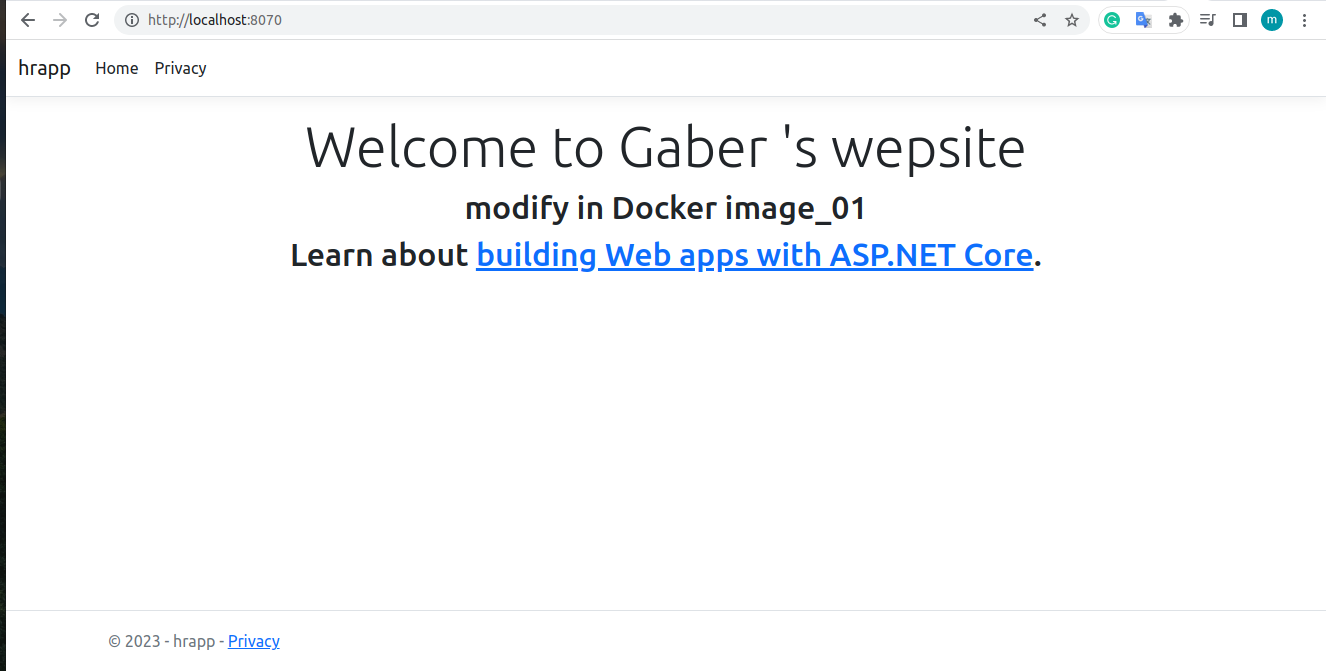 http://localhost:8070
m
hrapp Home Privacy
Welcome to Gaber 's wepsite
modify in Docker image_01
Learn about building Web apps with ASP.NET Core.
© 2023 - hrapp - Privacy